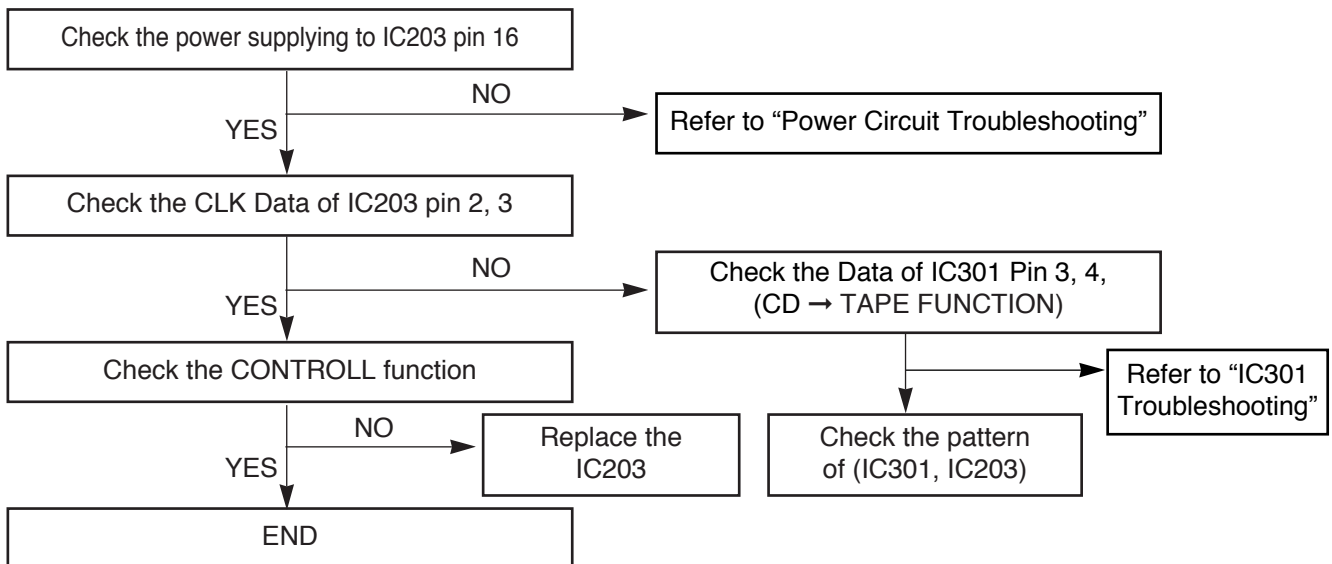 Check the power supplying to IC203 pin 16
NO
YES
Refer to “Power Circuit Troubleshooting”
Check the CLK Data of IC203 pin 2, 3
NO
YES
Check the Data of IC301 Pin 3, 4,
(CD → TAPE FUNCTION)
Check the CONTROLL function
Refer to “IC301
Troubleshooting”
NO
YES
Replace the
IC203
Check the pattern
of (IC301, IC203)
END